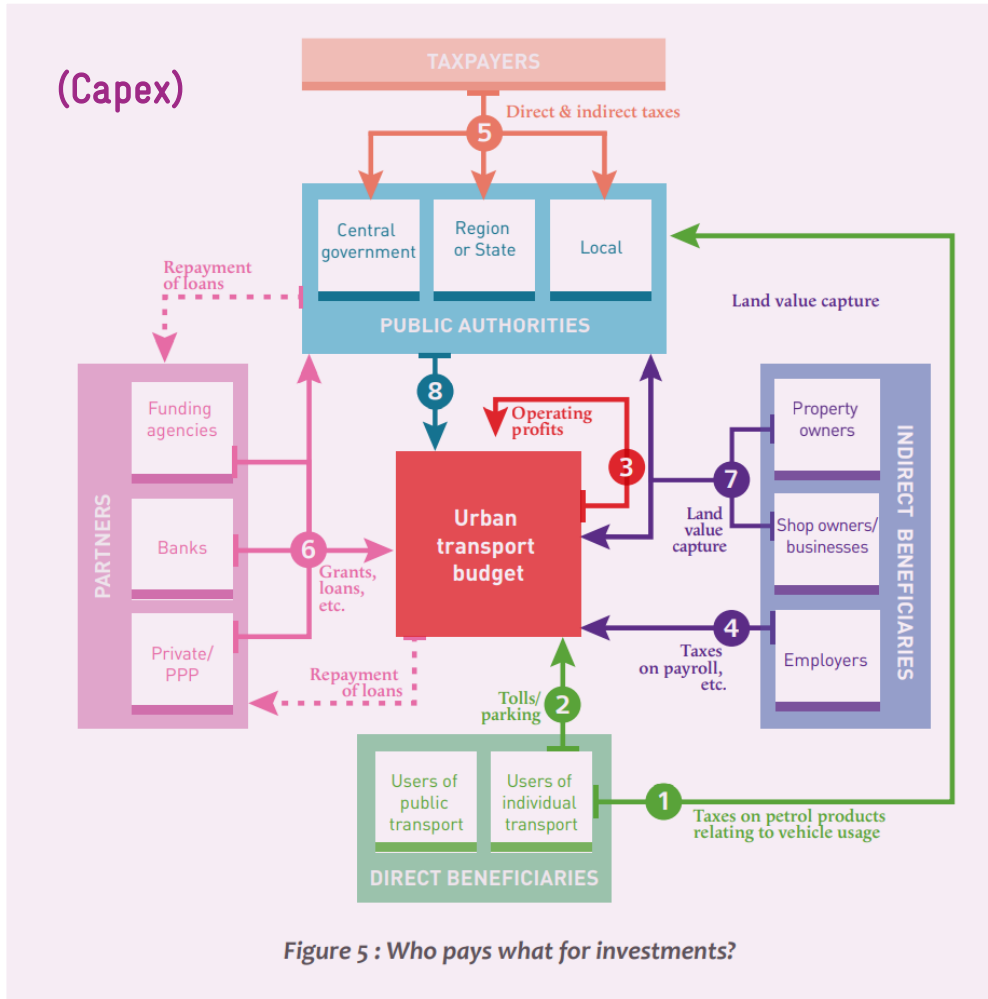 (Capex)
TAXPAYERS
Direct & indirect taxes
5
Central
government
Region
or State
Local
PUBLIC AUTHORITIES
Repayment
of loans
Land value capture
8
Funding
agencies
Banks
Private/
PPP
PARTNERS
6
Grants,
loans,
etc.
Operating
profits
3
Urban
transport
budget
Property
owners
Shop owners/
businesses
Employers
INDIRECT BENEFICIARIES
7
Land
value
capture
4
Taxes
on payroll,
etc.
Repayment
of loans
Tolls/
parking
2
Users of
public
transport
Users of
individual
transport
DIRECT BENEFICIARIES
1
Taxes on petrol products
relating to vehicle usage
Figure 5 : Who pays what for investments?